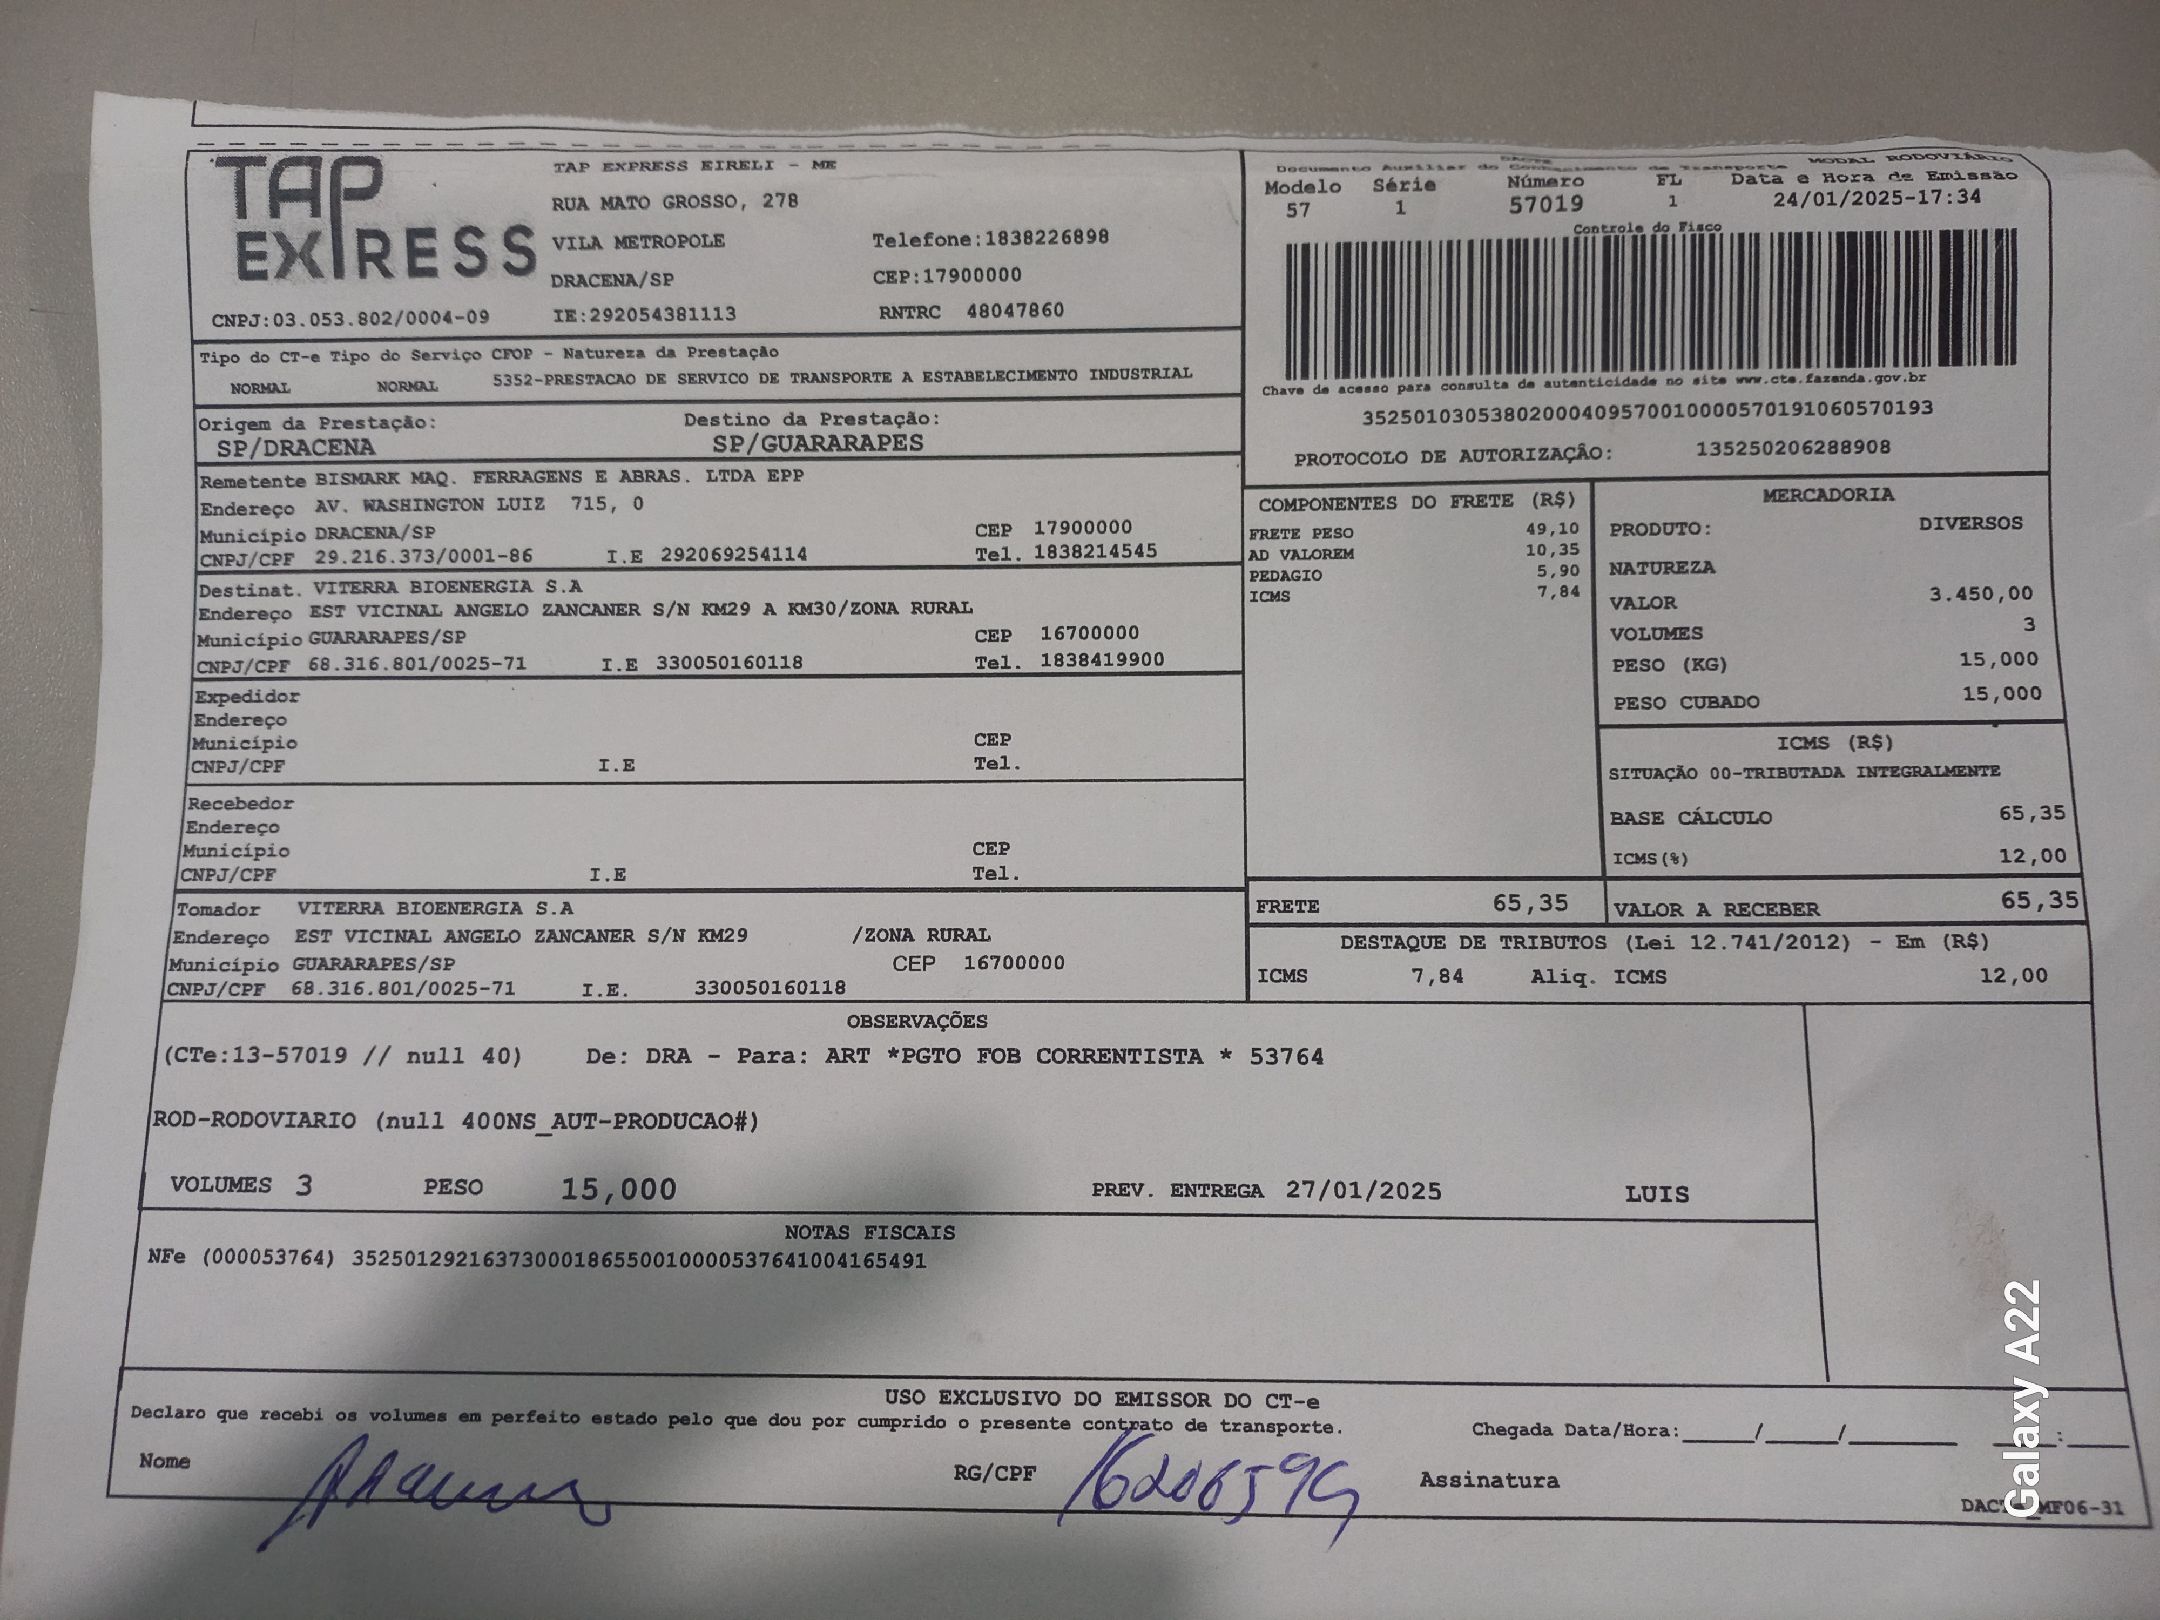 TAP EXPRESS
TAP EXPRESS EIRELI - ME
RUA MATO GROSSO, 278
VILA METROPOLE Telefone:1838226898
DRACENA/SP CEP:17900000
CNPJ:03.053.802/0004-09 IE:292054381113 RNTRC 48047860
DACTE MODAL RODOVIÁRIO
Documento Auxiliar do Conhecimento de Transporte
Modelo Série Número FL Data e Hora de Emissão
57 1 57019 1 24/01/2025-17:34
Controle do Fisco
Chave de acesso para consulta de autenticidade no site www.cte.fazenda.gov.br
35250103053802000409570010000570191060570193
PROTOCOLO DE AUTORIZAÇÃO: 135250206288908
Tipo do CT-e Tipo do Serviço CFOP - Natureza da Prestação
NORMAL NORMAL 5352-PRESTACAO DE SERVICO DE TRANSPORTE A ESTABELECIMENTO INDUSTRIAL
Origem da Prestação: Destino da Prestação:
SP/DRACENA SP/GUARARAPES
Remetente BISMARK MAQ. FERRAGENS E ABRAS. LTDA EPP
Endereço AV. WASHINGTON LUIZ 715, 0
Município DRACENA/SP CEP 17900000
CNPJ/CPF 29.216.373/0001-86 I.E 292069254114 Tel. 1838214545
Destinat. VITERRA BIOENERGIA S.A
Endereço EST VICINAL ANGELO ZANCANER S/N KM29 A KM30/ZONA RURAL
Município GUARARAPES/SP CEP 16700000
CNPJ/CPF 68.316.801/0025-71 I.E 330050160118 Tel. 1838419900
Expedidor
Endereço
Município CEP
CNPJ/CPF I.E Tel.
Recebedor
Endereço
Município CEP
CNPJ/CPF I.E Tel.
Tomador VITERRA BIOENERGIA S.A
Endereço EST VICINAL ANGELO ZANCANER S/N KM29 /ZONA RURAL
Município GUARARAPES/SP CEP 16700000
CNPJ/CPF 68.316.801/0025-71 I.E. 330050160118
COMPONENTES DO FRETE (R$)
FRETE PESO 49,10
AD VALOREM 10,35
PEDAGIO 5,90
ICMS 7,84
MERCADORIA
PRODUTO: DIVERSOS
NATUREZA
VALOR 3.450,00
VOLUMES 3
PESO (KG) 15,000
PESO CUBADO 15,000
ICMS (R$)
SITUAÇÃO 00-TRIBUTADA INTEGRALMENTE
BASE CÁLCULO 65,35
ICMS(%) 12,00
FRETE 65,35 VALOR A RECEBER 65,35
DESTAQUE DE TRIBUTOS (Lei 12.741/2012) - Em (R$)
ICMS 7,84 Aliq. ICMS 12,00
OBSERVAÇÕES
(CTe:13-57019 // null 40) De: DRA - Para: ART *PGTO FOB CORRENTISTA * 53764
ROD-RODOVIARIO (null 400NS_AUT-PRODUCAO#)
VOLUMES 3 PESO 15,000 PREV. ENTREGA 27/01/2025 LUIS
NOTAS FISCAIS
NFe (000053764) 35250129216373000186550010000537641004165491
USO EXCLUSIVO DO EMISSOR DO CT-e
Declaro que recebi os volumes em perfeito estado pelo que dou por cumprido o presente contrato de transporte. Chegada Data/Hora:____/____/____ ____:____
Nome RG/CPF Assinatura
Galaxy A22